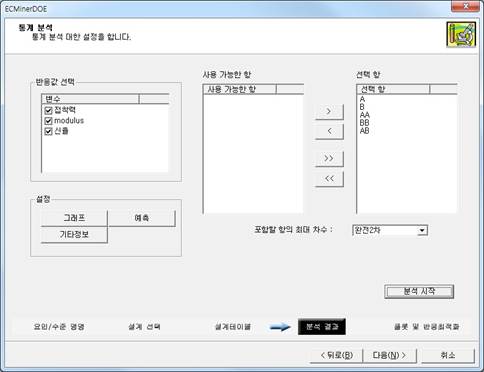 ECMinerDOE
통계 분석
통계 분석 대한 설정을 합니다.
반응값 선택
변수
접착력
modulus
신율
사용 가능한 항
사용 가능한 항
선택 항
선택 항
A
B
AA
BB
AB
>
<
>>
<<
설정
그래프
예측
기타정보
포함할 항의 최대 차수 :
완전2차
분석 시작
요인/수준 명명
설계 선택
설계테이블
분석 결과
플롯 및 반응최적화
< 뒤로(B)
다음(N) >
취소